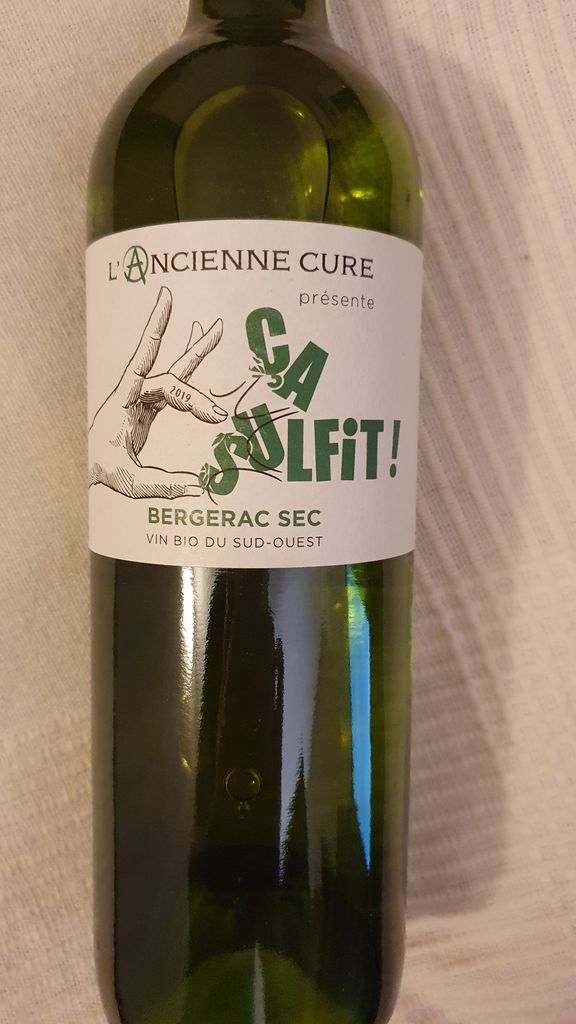 L'ANCIENNE CURE
présente
2019
ÇA
SULFiT!
BERGERAC SEC
VIN BIO DU SUD-OUEST